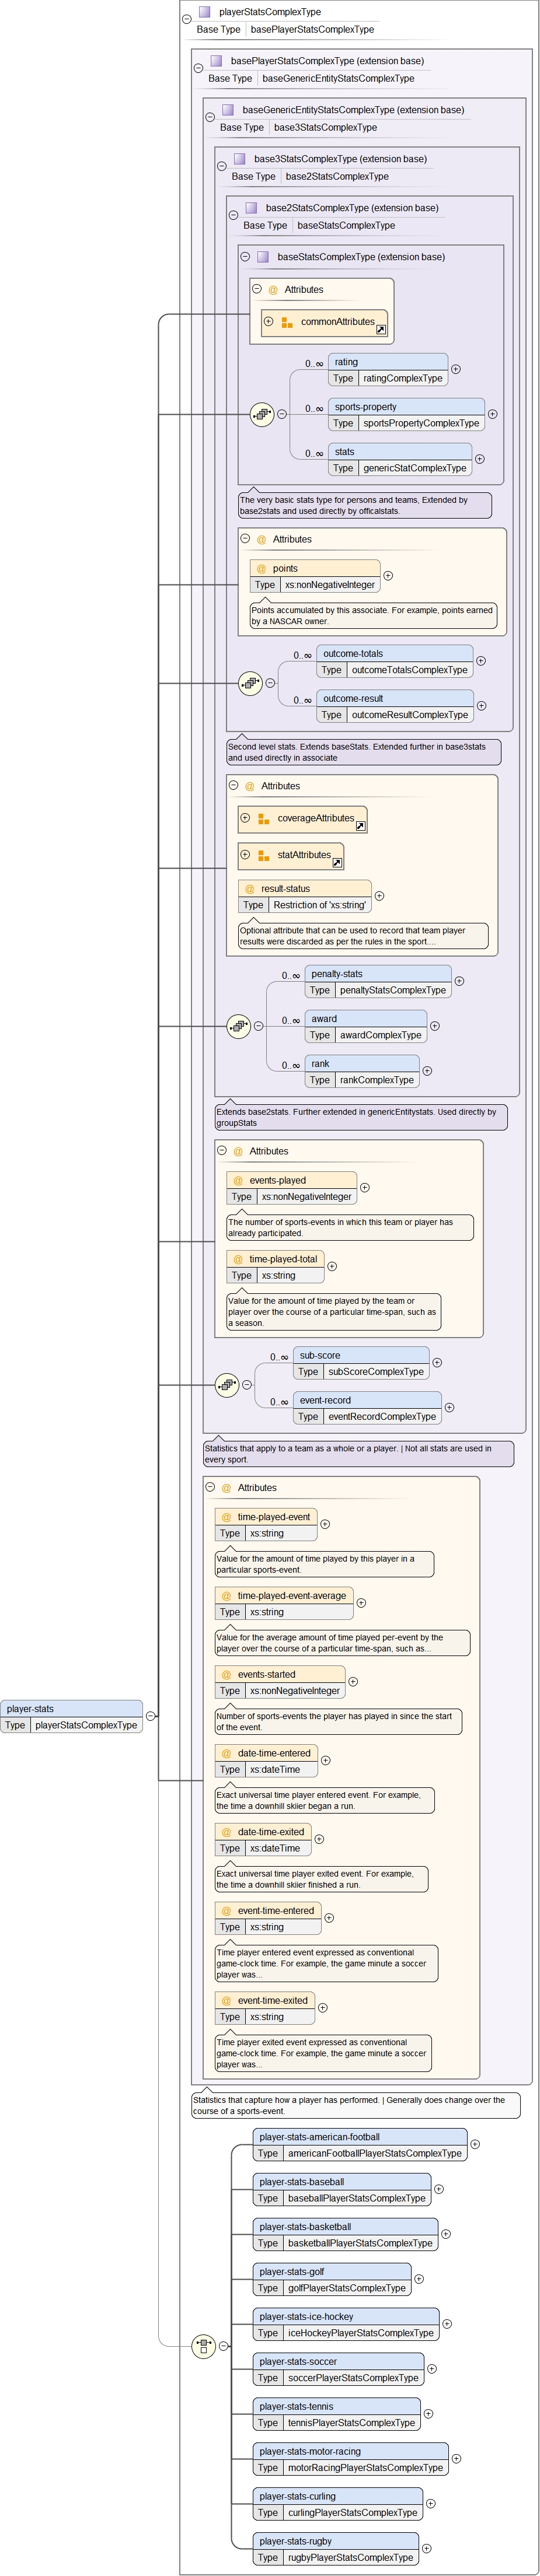 playerStatsComplexType
Base Type basePlayerStatsComplexType
basePlayerStatsComplexType (extension base)
Base Type baseGenericEntityStatsComplexType
baseGenericEntityStatsComplexType (extension base)
Base Type base3StatsComplexType
base3StatsComplexType (extension base)
Base Type base2StatsComplexType
base2StatsComplexType (extension base)
Base Type baseStatsComplexType
baseStatsComplexType (extension base)
@ Attributes
commonAttributes
0..∞ rating
Type ratingComplexType
0..∞ sports-property
Type sportsPropertyComplexType
0..∞ stats
Type genericStatComplexType
The very basic stats type for persons and teams, Extended by
base2stats and used directly by officalstats.
@ Attributes
@ points
Type xs:nonNegativeInteger
Points accumulated by this associate. For example, points earned
by a NASCAR owner.
0..∞ outcome-totals
Type outcomeTotalsComplexType
0..∞ outcome-result
Type outcomeResultComplexType
Second level stats. Extends baseStats. Extended further in base3stats
and used directly in associate
@ Attributes
coverageAttributes
statAttributes
@ result-status
Type Restriction of 'xs:string'
Optional attribute that can be used to record that team player
results were discarded as per the rules in the sport....
0..∞ penalty-stats
Type penaltyStatsComplexType
0..∞ award
Type awardComplexType
0..∞ rank
Type rankComplexType
Extends base2stats. Further extended in genericEntitystats. Used directly by
groupStats
@ Attributes
@ events-played
Type xs:nonNegativeInteger
The number of sports-events in which this team or player has
already participated.
@ time-played-total
Type xs:string
Value for the amount of time played by the team or
player over the course of a particular time-span, such as
a season.
0..∞ sub-score
Type subScoreComplexType
0..∞ event-record
Type eventRecordComplexType
Statistics that apply to a team as a whole or a player. | Not all stats are used in
every sport.
@ Attributes
@ time-played-event
Type xs:string
Value for the amount of time played by this player in a
particular sports-event.
@ time-played-event-average
Type xs:string
Value for the average amount of time played per-event by the
player over the course of a particular time-span, such as...
@ events-started
Type xs:nonNegativeInteger
Number of sports-events the player has played in since the start
of the event.
player-stats
Type playerStatsComplexType
@ date-time-entered
Type xs:dateTime
Exact universal time player entered event. For example,
the time a downhill skiier began a run.
@ date-time-exited
Type xs:dateTime
Exact universal time player exited event. For example,
the time a downhill skiier finished a run.
@ event-time-entered
Type xs:string
Time player entered event expressed as conventional
game-clock time. For example, the game minute a soccer
player was...
@ event-time-exited
Type xs:string
Time player exited event expressed as conventional
game-clock time. For example, the game minute a soccer
player was...
Statistics that capture how a player has performed. | Generally does change over the
course of a sports-event.
player-stats-american-football
Type americanFootballPlayerStatsComplexType
player-stats-baseball
Type baseballPlayerStatsComplexType
player-stats-basketball
Type basketballPlayerStatsComplexType
player-stats-golf
Type golfPlayerStatsComplexType
player-stats-ice-hockey
Type iceHockeyPlayerStatsComplexType
player-stats-soccer
Type soccerPlayerStatsComplexType
player-stats-tennis
Type tennisPlayerStatsComplexType
player-stats-motor-racing
Type motorRacingPlayerStatsComplexType
player-stats-curling
Type curlingPlayerStatsComplexType
player-stats-rugby
Type rugbyPlayerStatsComplexType